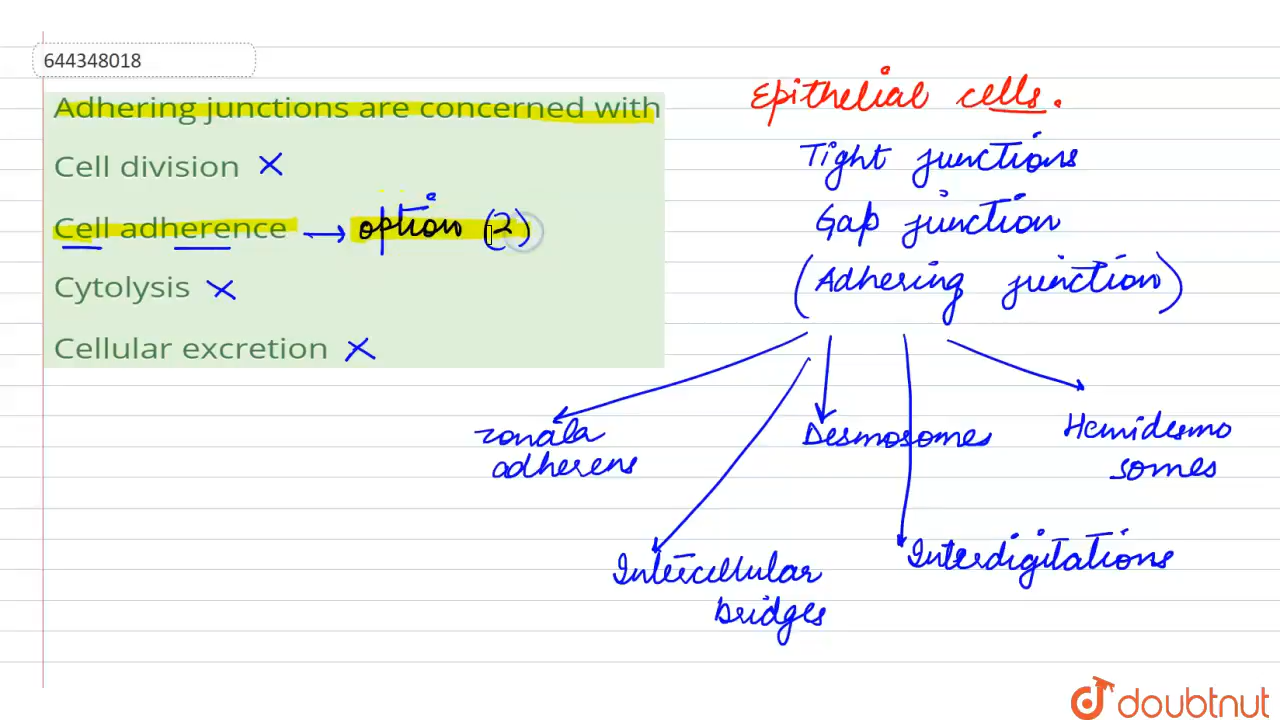 644348018
Adhering junctions are concerned with
Cell division ×
Cell adherence → option (2)
Cytolysis ×
Cellular excretion ×
Epithelial cells.
Tight junctions
Gap junction
(Adhering junction)
zonala
adherens
Desmosomes
Hemidesmo
somes
Intercellular
bridges
Interdigitations
doubtnut